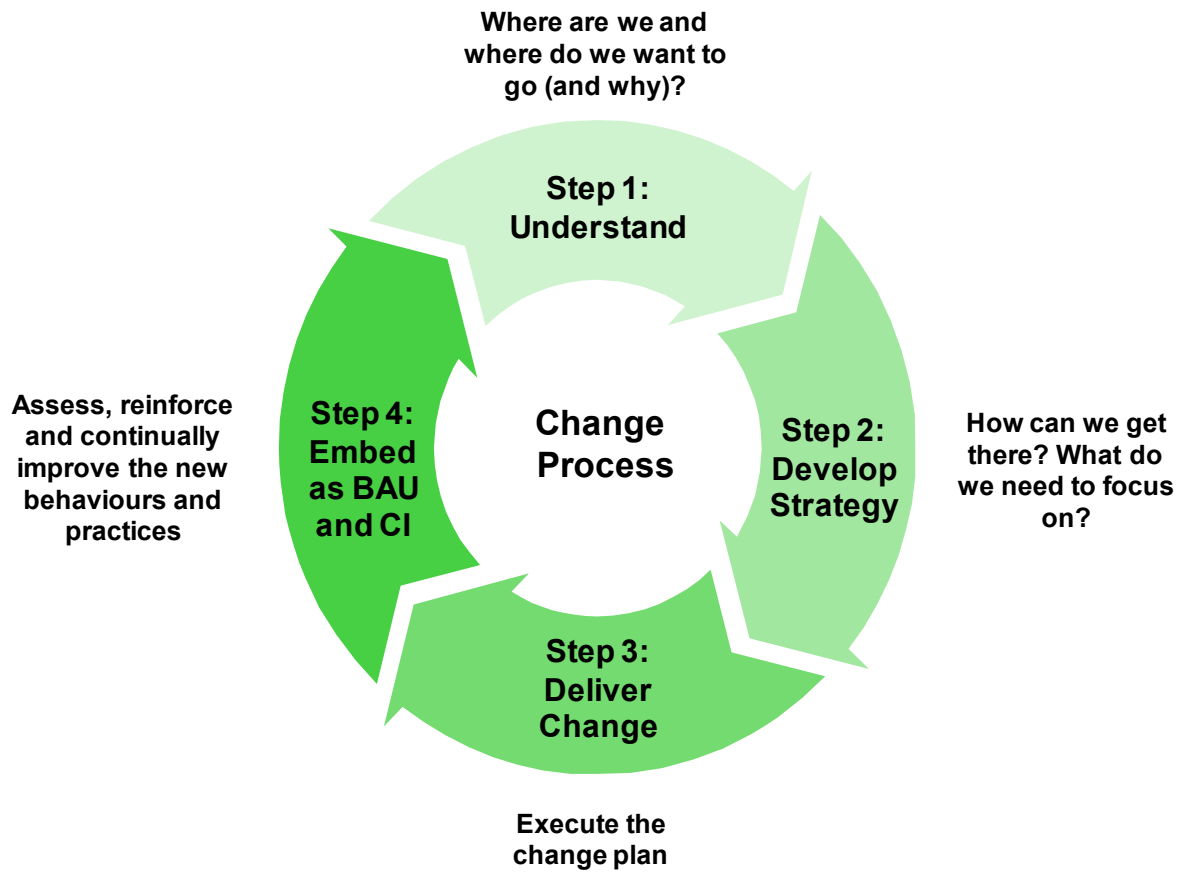 Where are we and
where do we want to
go (and why)?
Step 1:
Understand
Step 2:
Develop
Strategy
How can we get
there? What do
we need to focus
on?
Step 3:
Deliver
Change
Execute the
change plan
Step 4:
Embed
as BAU
and CI
Assess, reinforce
and continually
improve the new
behaviours and
practices
Change
Process